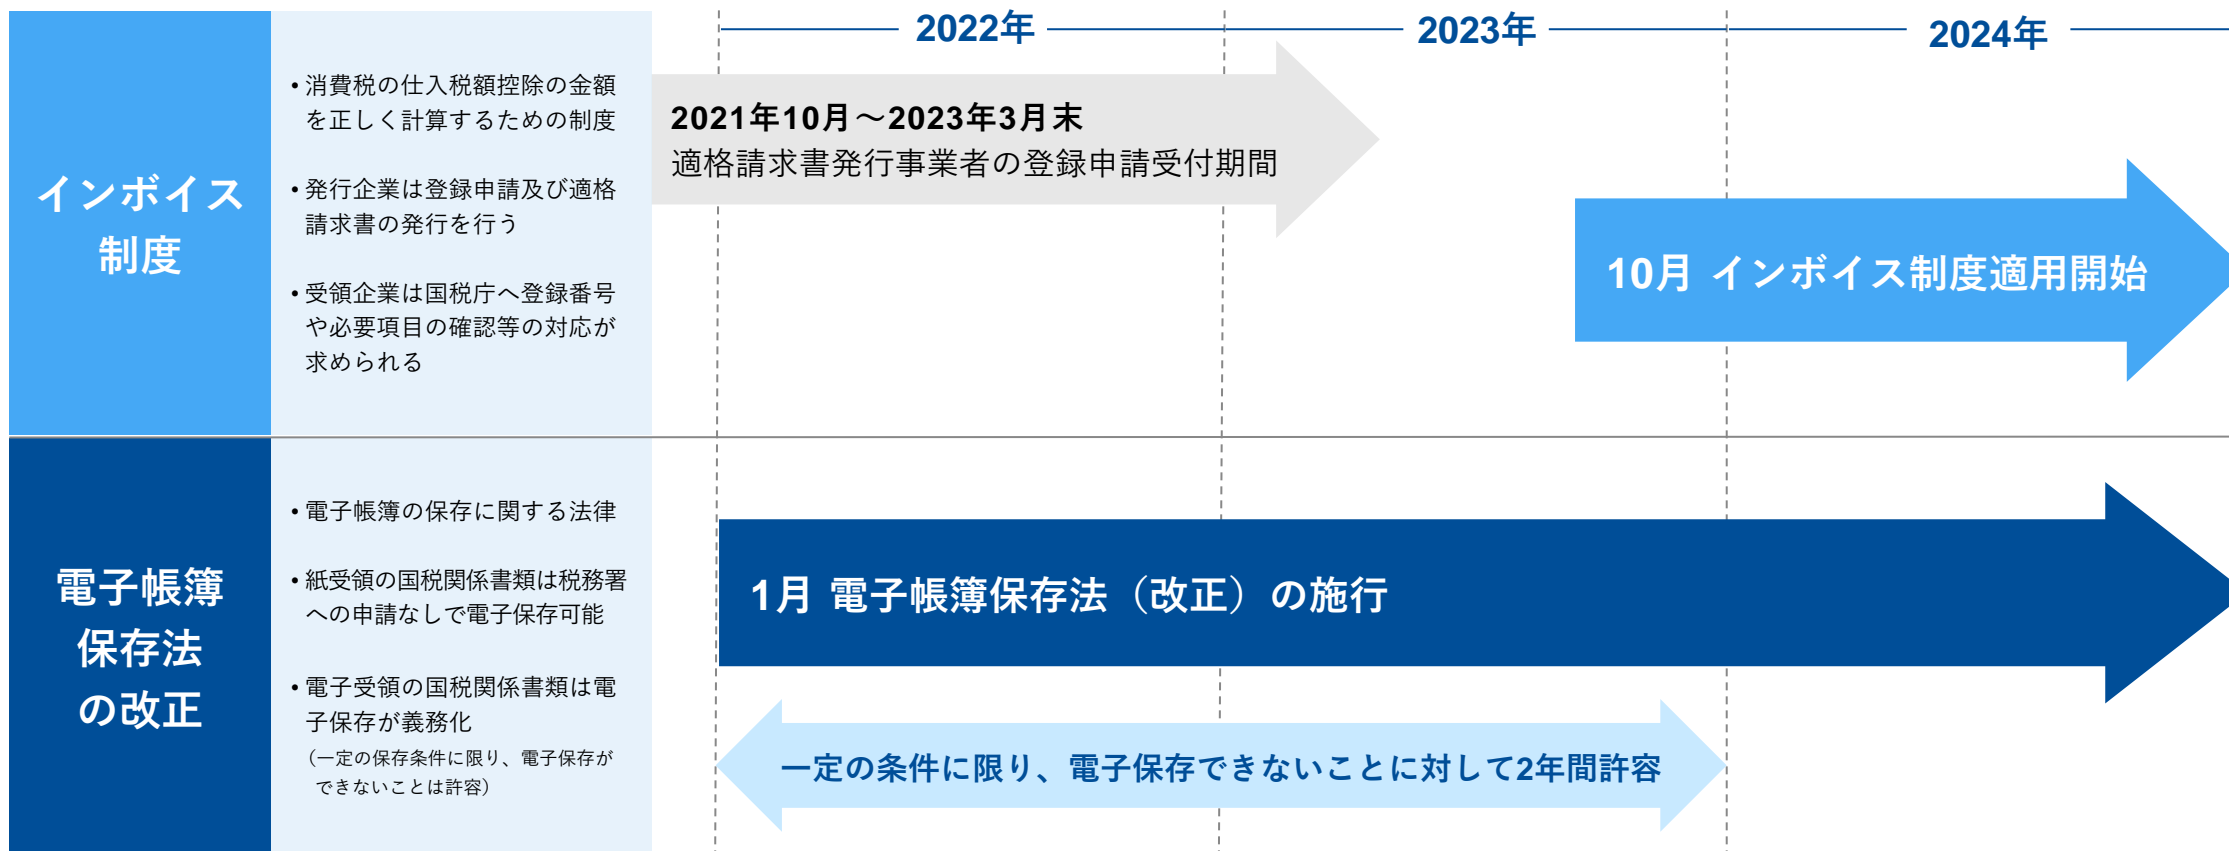 2022年
2023年
2024年
インボイス
制度
• 消費税の仕入税額控除の金額
を正しく計算するための制度
• 発行企業は登録申請及び適格
請求書の発行を行う
• 受領企業は国税庁へ登録番号
や必要項目の確認等の対応が
求められる
2021年10月～2023年3月末
適格請求書発行事業者の登録申請受付期間
10月 インボイス制度適用開始
電子帳簿
保存法
の改正
• 電子帳簿の保存に関する法律
• 紙受領の国税関係書類は税務署
への申請なしで電子保存可能
• 電子受領の国税関係書類は電
子保存が義務化
（一定の保存条件に限り、電子保存が
できないことは許容）
1月 電子帳簿保存法（改正）の施行
一定の条件に限り、電子保存できないことに対して2年間許容